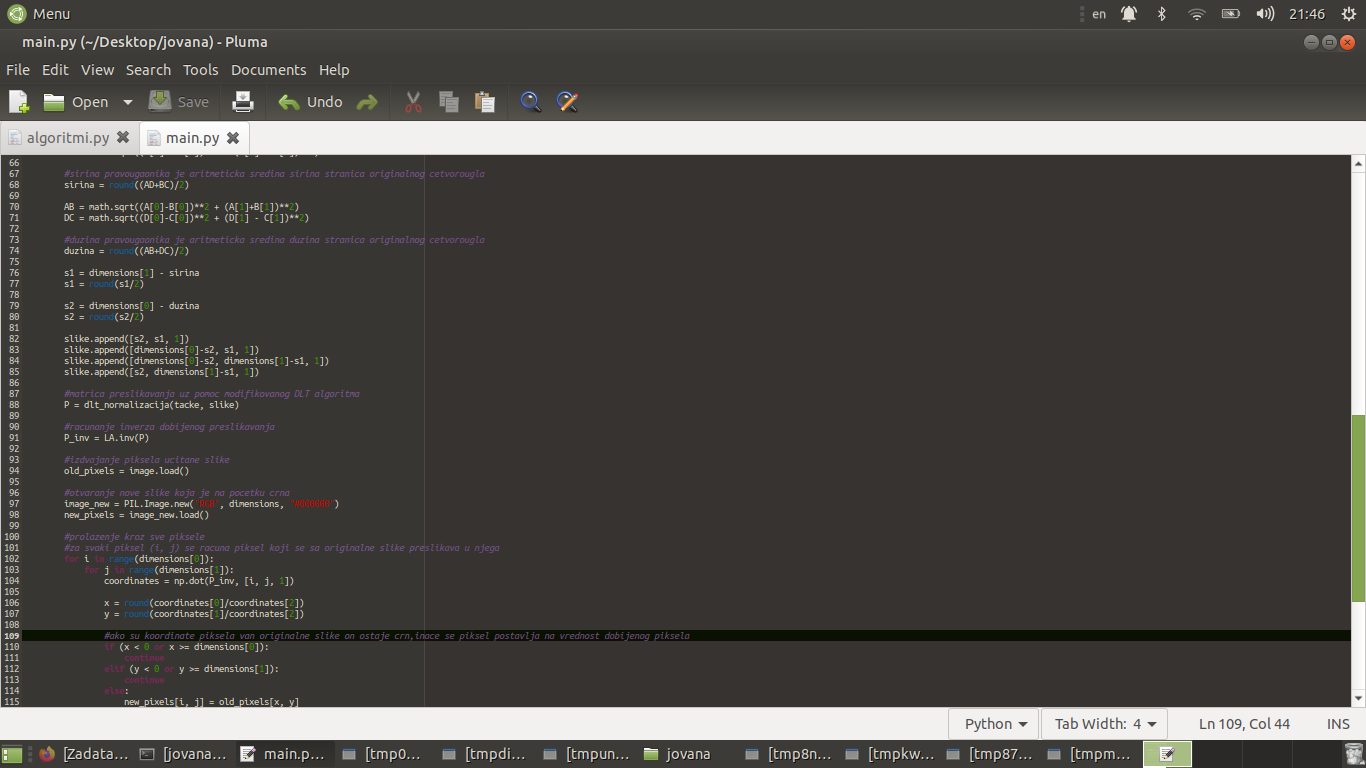 Menu
en
21:46
main.py (~/Desktop/jovana) - Pluma
File Edit View Search Tools Documents Help
Open Save Undo
algoritmi.py main.py
66
67 #sirina pravougaonika je aritmeticka sredina sirina stranica originalnog cetvorougla
68 sirina = round((AD+BC)/2)
69
70 AB = math.sqrt((A[0]-B[0])**2 + (A[1]+B[1])**2)
71 DC = math.sqrt((D[0]-C[0])**2 + (D[1] - C[1])**2)
72
73 #duzina pravougaonika je aritmeticka sredina duzina stranica originalnog cetvorougla
74 duzina = round((AB+DC)/2)
75
76 s1 = dimensions[1] - sirina
77 s1 = round(s1/2)
78
79 s2 = dimensions[0] - duzina
80 s2 = round(s2/2)
81
82 slike.append([s2, s1, 1])
83 slike.append([dimensions[0]-s2, s1, 1])
84 slike.append([dimensions[0]-s2, dimensions[1]-s1, 1])
85 slike.append([s2, dimensions[1]-s1, 1])
86
87 #matrica preslikavanja uz pomoc modifikovanog DLT algoritma
88 P = dlt_normalizacija(tacke, slike)
89
90 #racunanje inverza dobijenog preslikavanja
91 P_inv = LA.inv(P)
92
93 #izdvajanje piksela ucitane slike
94 old_pixels = image.load()
95
96 #otvaranje nove slike koja je na pocetku crna
97 image_new = PIL.Image.new("RGB", dimensions, "#000000")
98 new_pixels = image_new.load()
99
100 #prolazenje kroz sve piksele
101 #za svaki piksel (i, j) se racuna piksel koji se sa originalne slike preslikava u njega
102 for i in range(dimensions[0]):
103 for j in range(dimensions[1]):
104 coordinates = np.dot(P_inv, [i, j, 1])
105
106 x = round(coordinates[0]/coordinates[2])
107 y = round(coordinates[1]/coordinates[2])
108
109 #ako su koordinate piksela van originalne slike on ostaje crn,inace se piksel postavlja na vrednost dobijenog piksela
110 if (x < 0 or x >= dimensions[0]):
111 continue
112 elif (y < 0 or y >= dimensions[1]):
113 continue
114 else:
115 new_pixels[i, j] = old_pixels[x, y]
Python Tab Width: 4 Ln 109, Col 44 INS
[Zadata... [jovana... main.p... [tmp0... [tmpdi... [tmpun... jovana [tmp8n... [tmpkw... [tmp87... [tmpm...